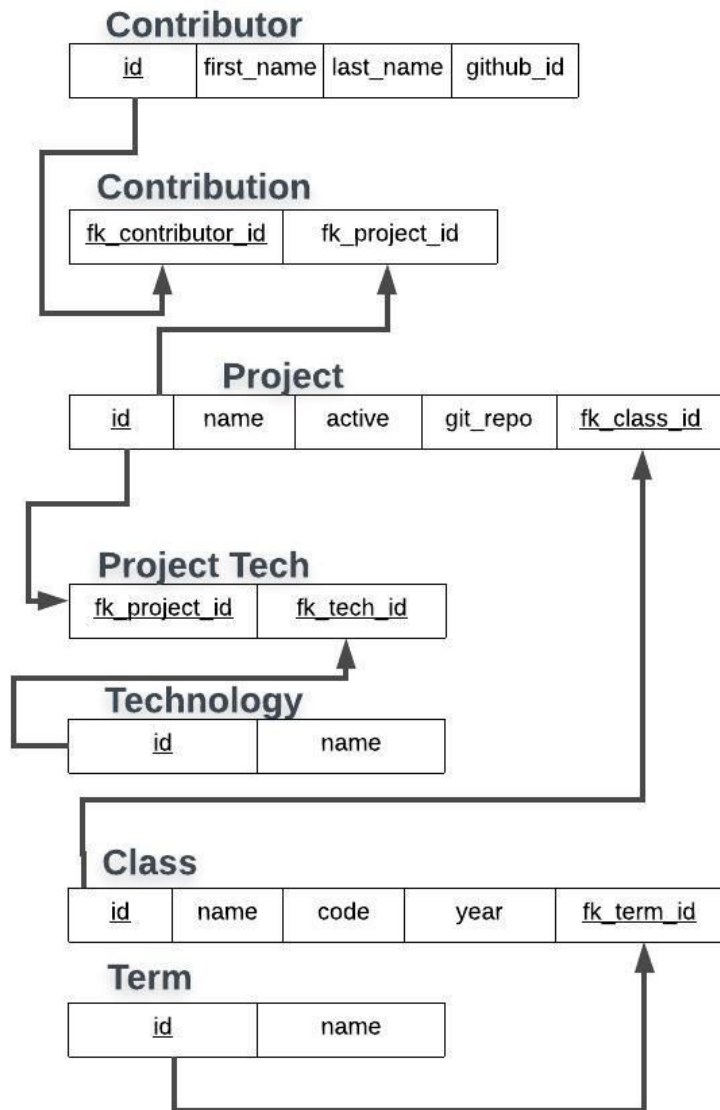 Contributor
id first_name last_name github_id
Contribution
fk_contributor_id fk_project_id
Project
id name active git_repo fk_class_id
Project Tech
fk_project_id fk_tech_id
Technology
id name
Class
id name code year fk_term_id
Term
id name